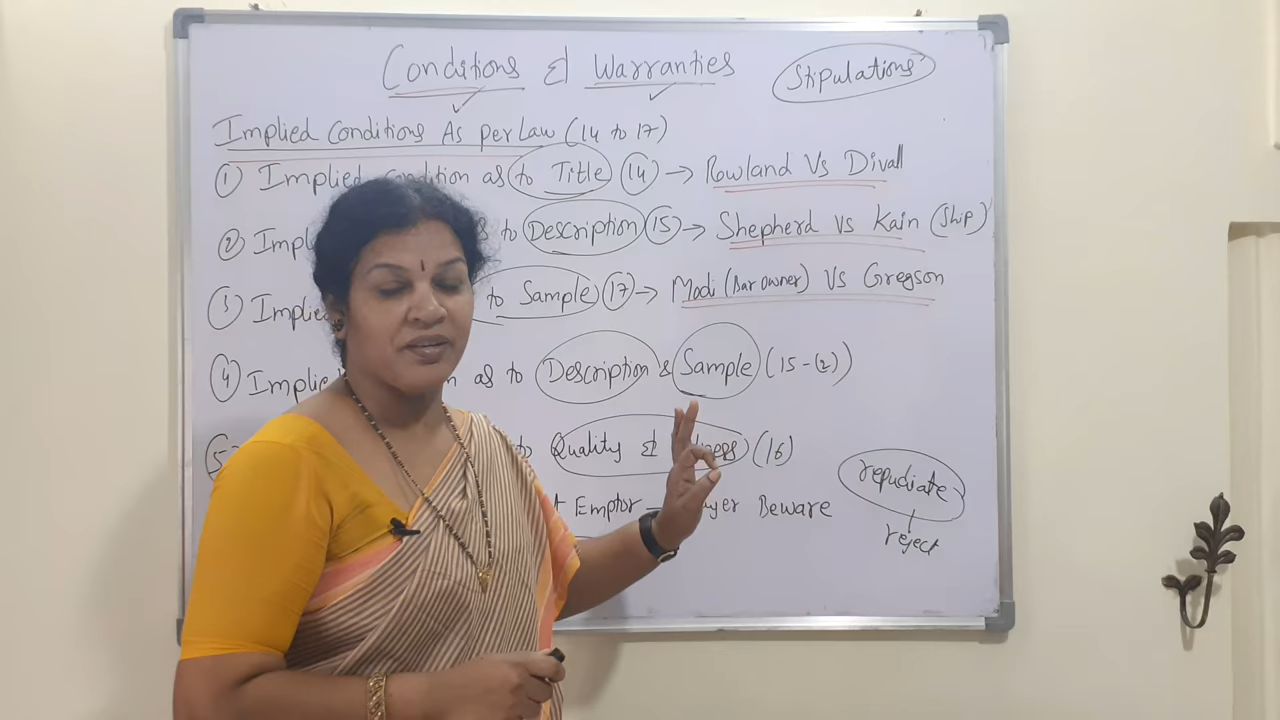 Conditions & Warranties
Stipulations
Implied Conditions As per Law (14 to 17)
① Implied Condition as to Title (14) → Rowland Vs Divall
② Impl s to Description (15) → Shepherd Vs Kain (Ship)
③ Implie to Sample (17) → Modi (Bar owner) Vs Gregson
④ Implie n as to Description & Sample (15-(2))
⑤ to Quality & (16)
repudiate
t Emptor — Buyer Beware
reject